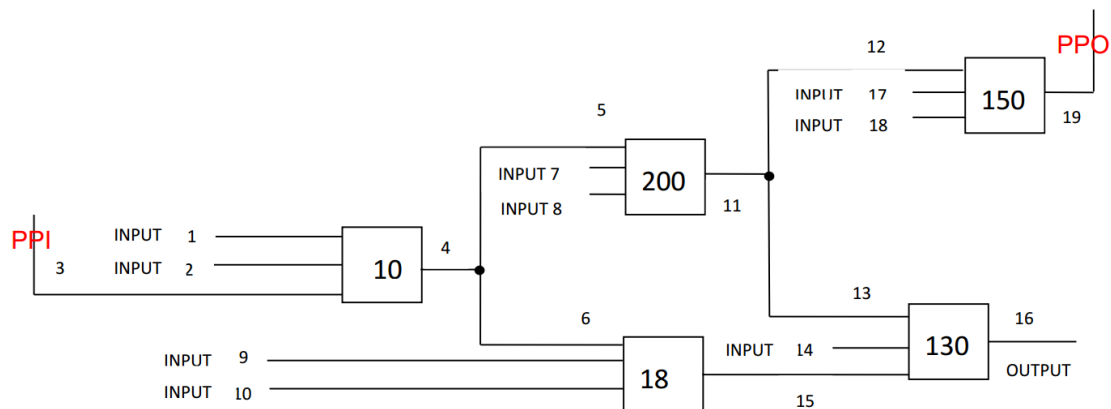 12
PPO
INPUT 17
150
INPUT 18
19
5
INPUT 7
200
INPUT 8
11
PPI
INPUT 1
4
3
INPUT 2
10
13
6
16
INPUT 9
INPUT 14
130
OUTPUT
INPUT 10
18
15